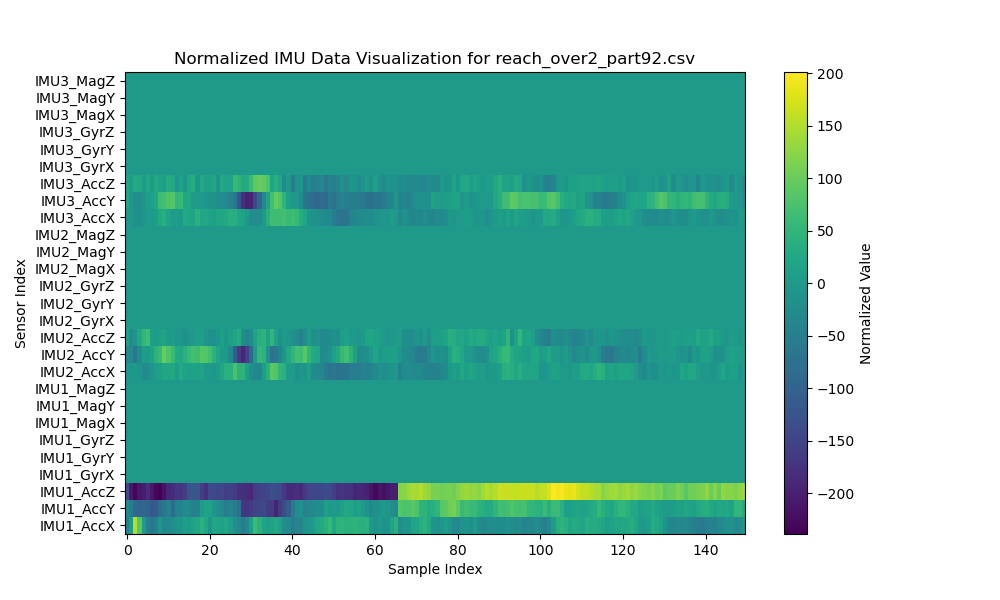 Normalized IMU Data Visualization for reach_over2_part92.csv
IMU3_MagZ
IMU3_MagY
IMU3_MagX
IMU3_GyrZ
IMU3_GyrY
IMU3_GyrX
IMU3_AccZ
IMU3_AccY
IMU3_AccX
IMU2_MagZ
IMU2_MagY
IMU2_MagX
IMU2_GyrZ
IMU2_GyrY
IMU2_GyrX
IMU2_AccZ
IMU2_AccY
IMU2_AccX
IMU1_MagZ
IMU1_MagY
IMU1_MagX
IMU1_GyrZ
IMU1_GyrY
IMU1_GyrX
IMU1_AccZ
IMU1_AccY
IMU1_AccX
Sensor Index
0 20 40 60 80 100 120 140
Sample Index
200
150
100
50
0
−50
−100
−150
−200
Normalized Value